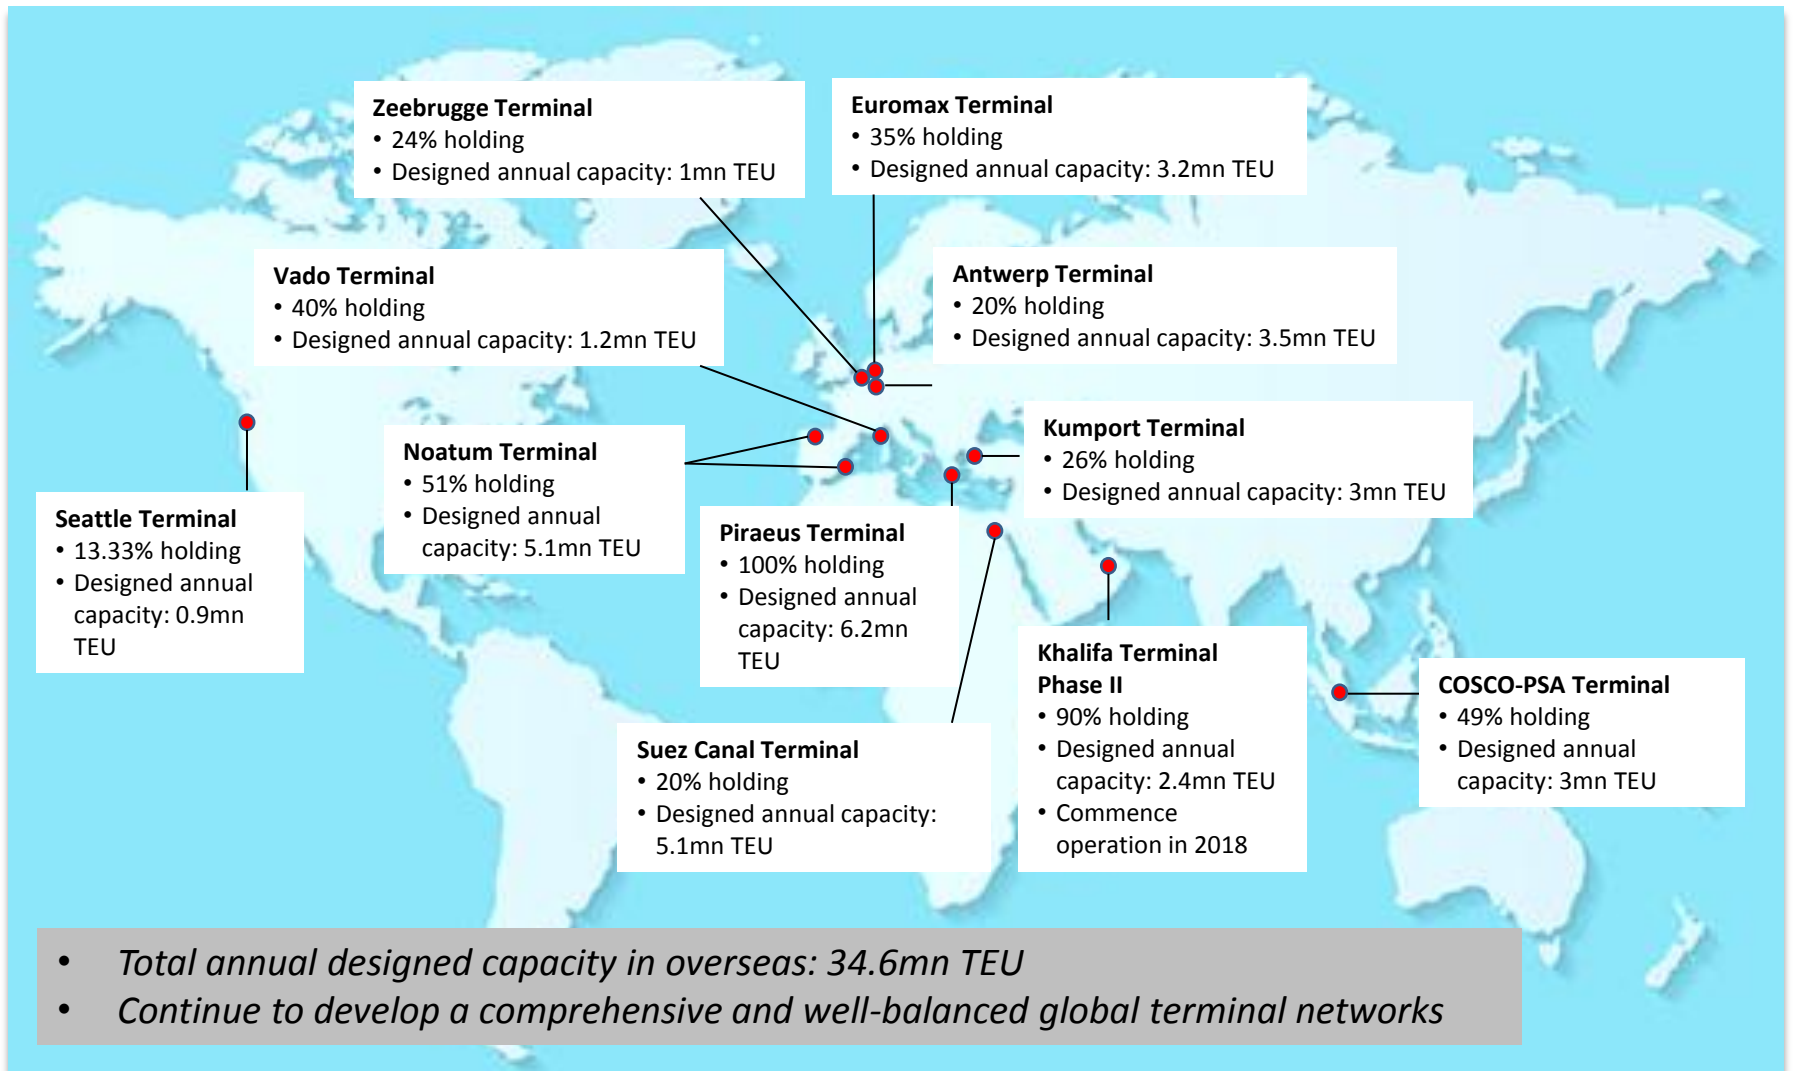 Zeebrugge Terminal
• 24% holding
• Designed annual capacity: 1mn TEU
Euromax Terminal
• 35% holding
• Designed annual capacity: 3.2mn TEU
Vado Terminal
• 40% holding
• Designed annual capacity: 1.2mn TEU
Antwerp Terminal
• 20% holding
• Designed annual capacity: 3.5mn TEU
Noatum Terminal
• 51% holding
• Designed annual
capacity: 5.1mn TEU
Kumport Terminal
• 26% holding
• Designed annual capacity: 3mn TEU
Seattle Terminal
• 13.33% holding
• Designed annual
capacity: 0.9mn
TEU
Piraeus Terminal
• 100% holding
• Designed annual
capacity: 6.2mn
TEU
Khalifa Terminal
Phase II
• 90% holding
• Designed annual
capacity: 2.4mn TEU
• Commence
operation in 2018
COSCO-PSA Terminal
• 49% holding
• Designed annual
capacity: 3mn TEU
Suez Canal Terminal
• 20% holding
• Designed annual capacity:
5.1mn TEU
• Total annual designed capacity in overseas: 34.6mn TEU
• Continue to develop a comprehensive and well-balanced global terminal networks